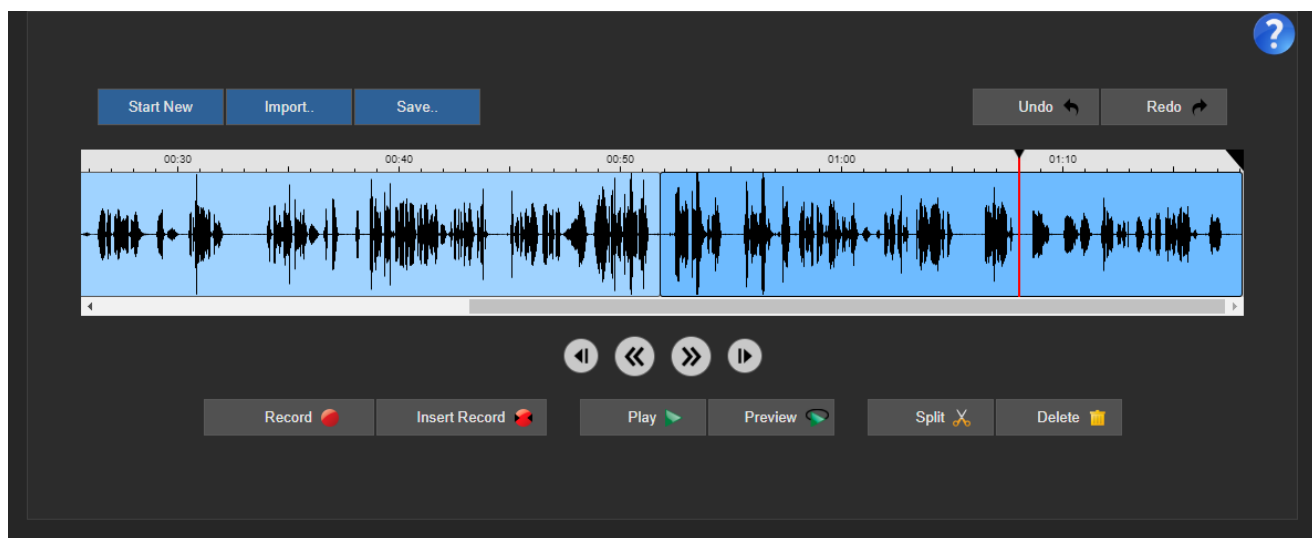 ?
Start New Import.. Save.. Undo Redo
00:30 00:40 00:50 01:00 01:10
Record Insert Record Play Preview Split Delete